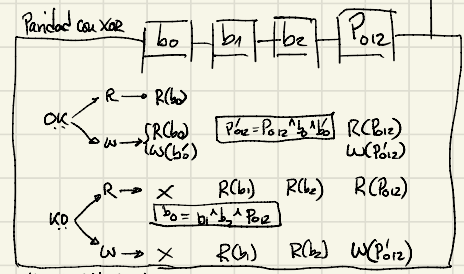 Paridad con XOR
b0 b1 b2 P012
R → R(b0)
OK
W → { R(b0) P'012 = P012 ^ b0 ^ b0' R(P012)
W(b0') W(P'012)
R → X R(b1) R(b2) R(P012)
KO b0 = b1 ^ b2 ^ P012
W → X R(b1) R(b2) W(P'012)